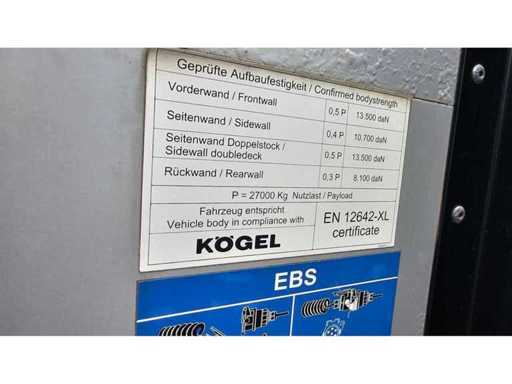 Geprüfte Aufbaufestigkeit / Confirmed bodystrength
Vorderwand / Frontwall 0,5 P 13.500 daN
Seitenwand / Sidewall 0,4 P 10.700 daN
Seitenwand Doppelstock /
Sidewall doubledeck 0.5 P 13.500 daN
Rückwand / Rearwall 0,3 P 8.100 daN
P = 27000 Kg Nutzlast / Payload
Fahrzeug entspricht
Vehicle body in compliance with
KÖGEL
EN 12642-XL
certificate
EBS